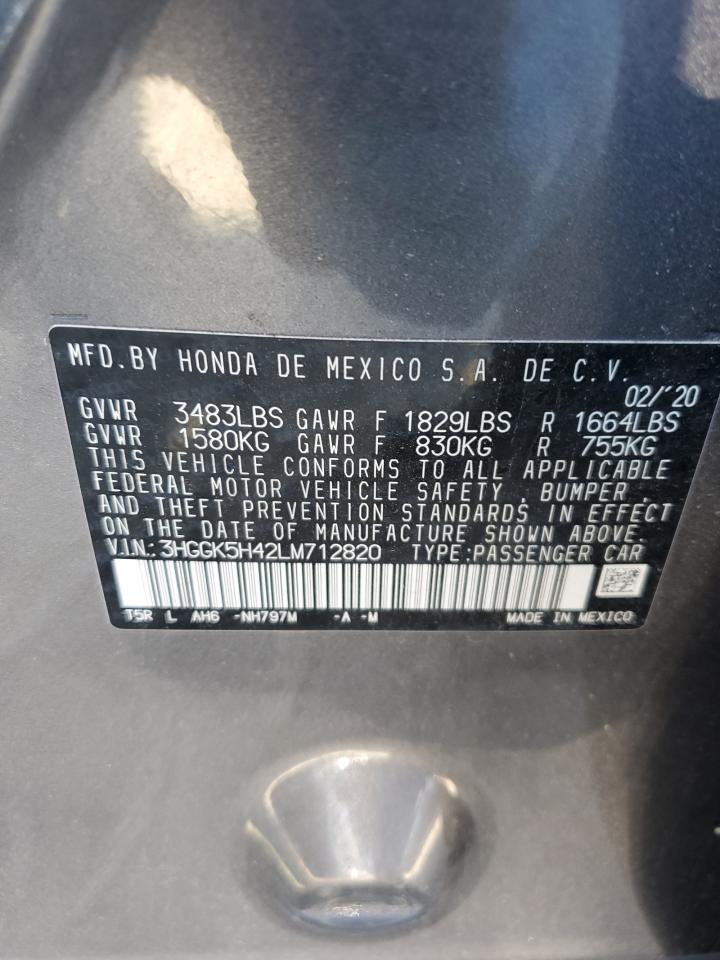 MFD.BY HONDA DE MEXICO S.A. DE C.V.
02/'20
GVWR 3483LBS GAWR F 1829LBS R 1664LBS
GVWR 1580KG GAWR F 830KG R 755KG
THIS VEHICLE CONFORMS TO ALL APPLICABLE
FEDERAL MOTOR VEHICLE SAFETY , BUMPER ,
AND THEFT PREVENTION STANDARDS IN EFFECT
ON THE DATE OF MANUFACTURE SHOWN ABOVE.
V.I.N.: 3HGGK5H42LM712820 TYPE:PASSENGER CAR
T5R L AH6 -NH797M -A -M MADE IN MEXICO